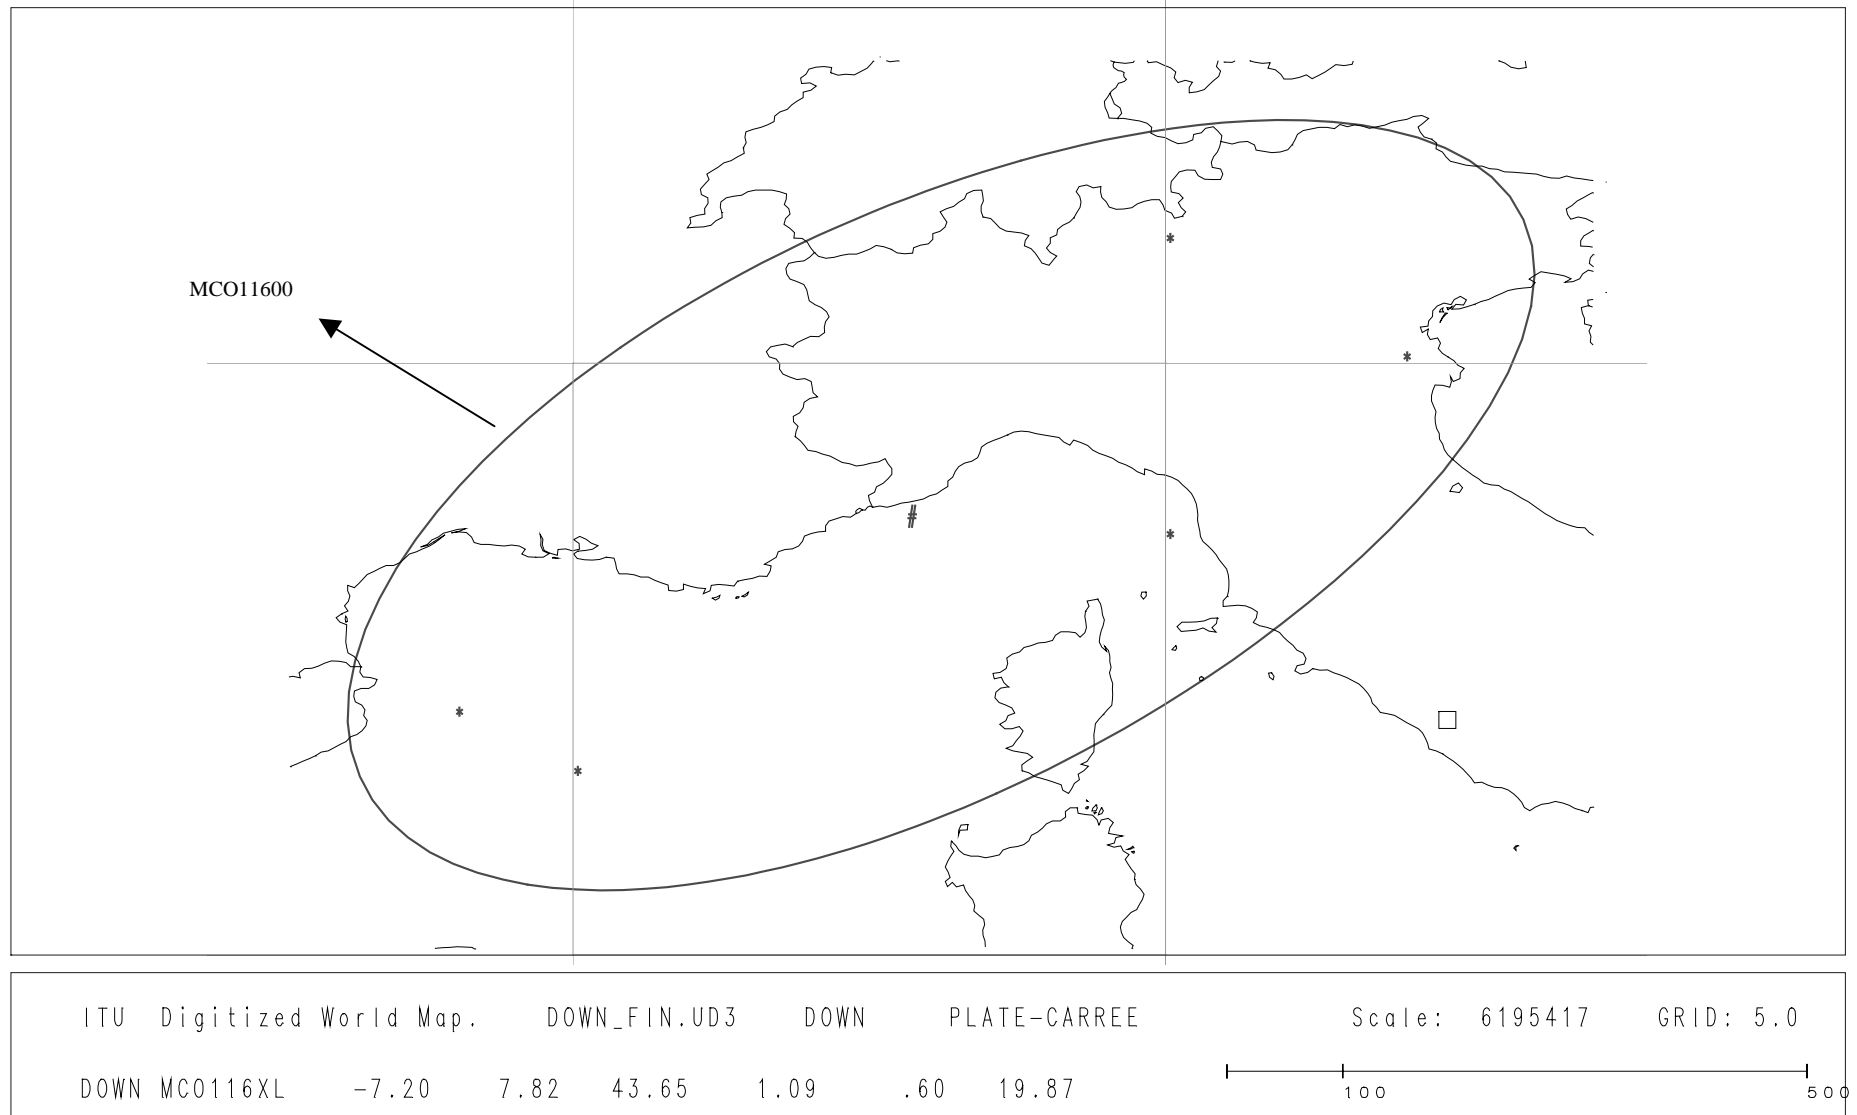 MCO11600
ITU Digitized World Map. DOWN_FIN.UD3 DOWN PLATE-CARREE Scale: 6195417 GRID: 5.0
DOWN MCO116XL -7.20 7.82 43.65 1.09 .60 19.87 100 500